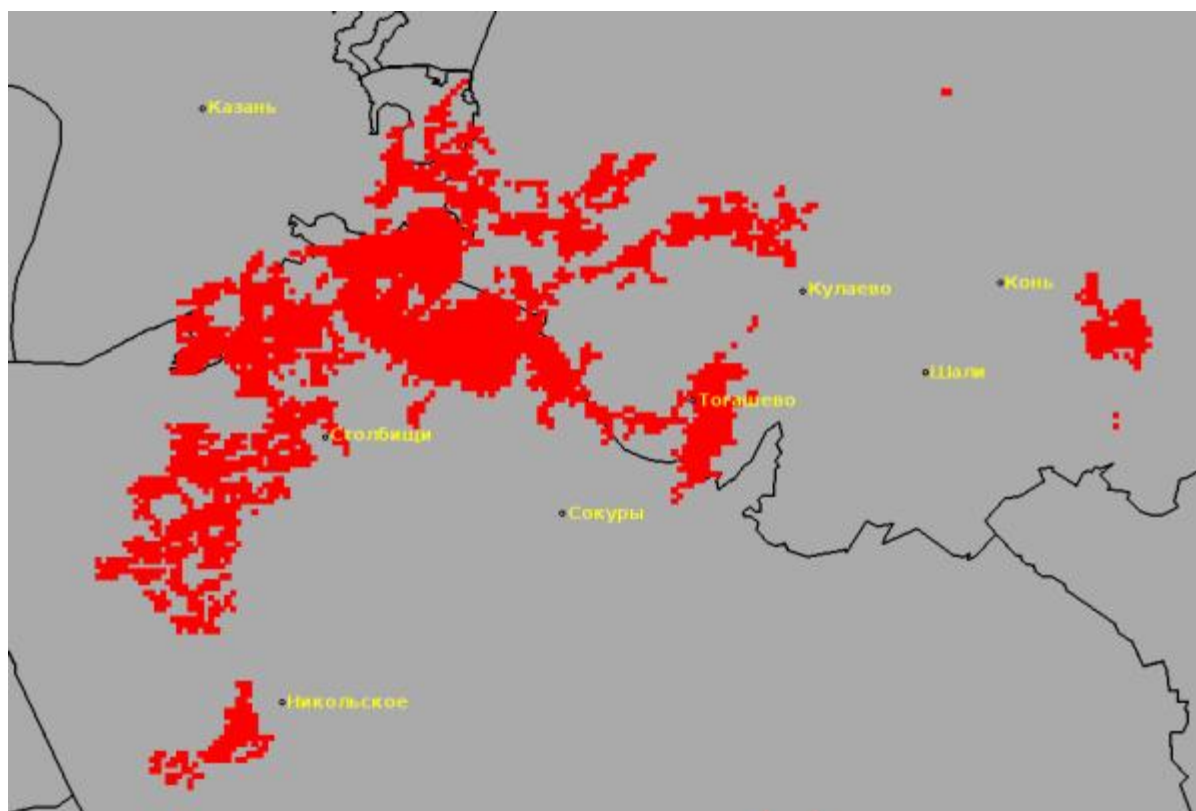 Казань
Кулаево
Конь
Шали
Тогашево
Столбищи
Сокуры
Никольское